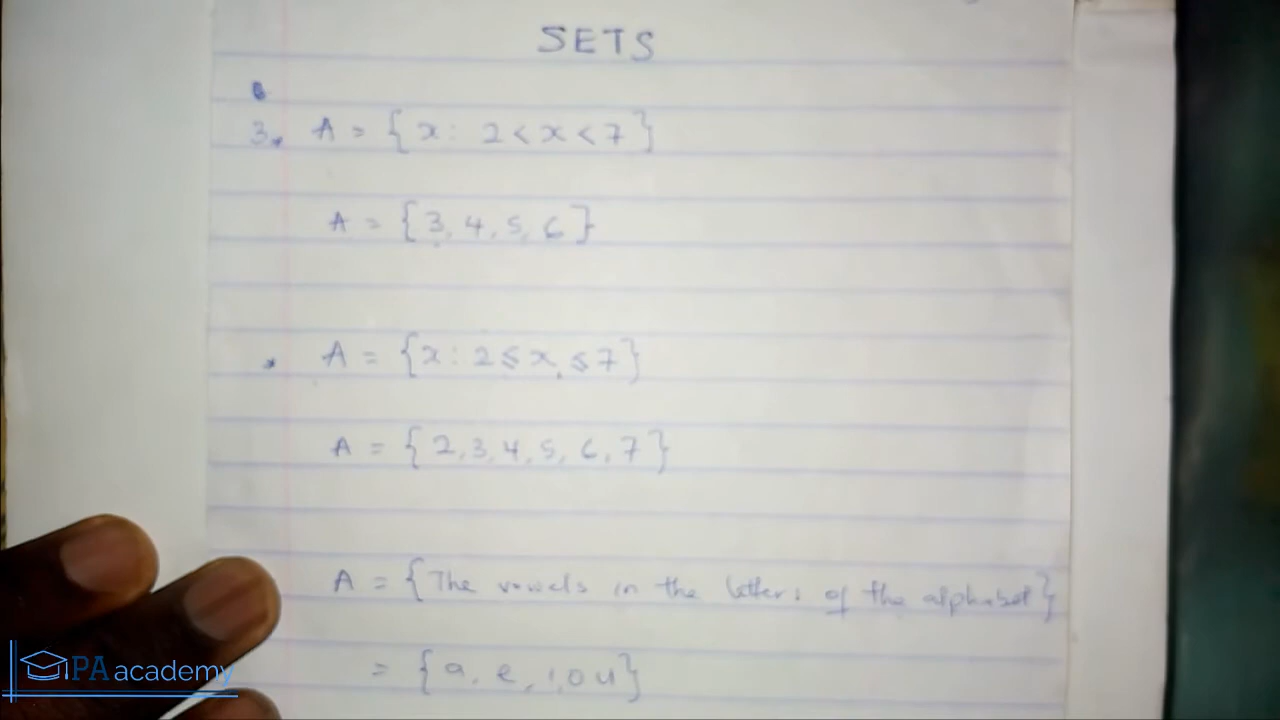 SETS
3. A = { x : 2 < x < 7 }
A = { 3, 4, 5, 6 }
* A = { x : 2 ≤ x ≤ 7 }
A = { 2, 3, 4, 5, 6, 7 }
A = { The vowels in the letters of the alphabet }
= { a, e, i, o u }
PA academy